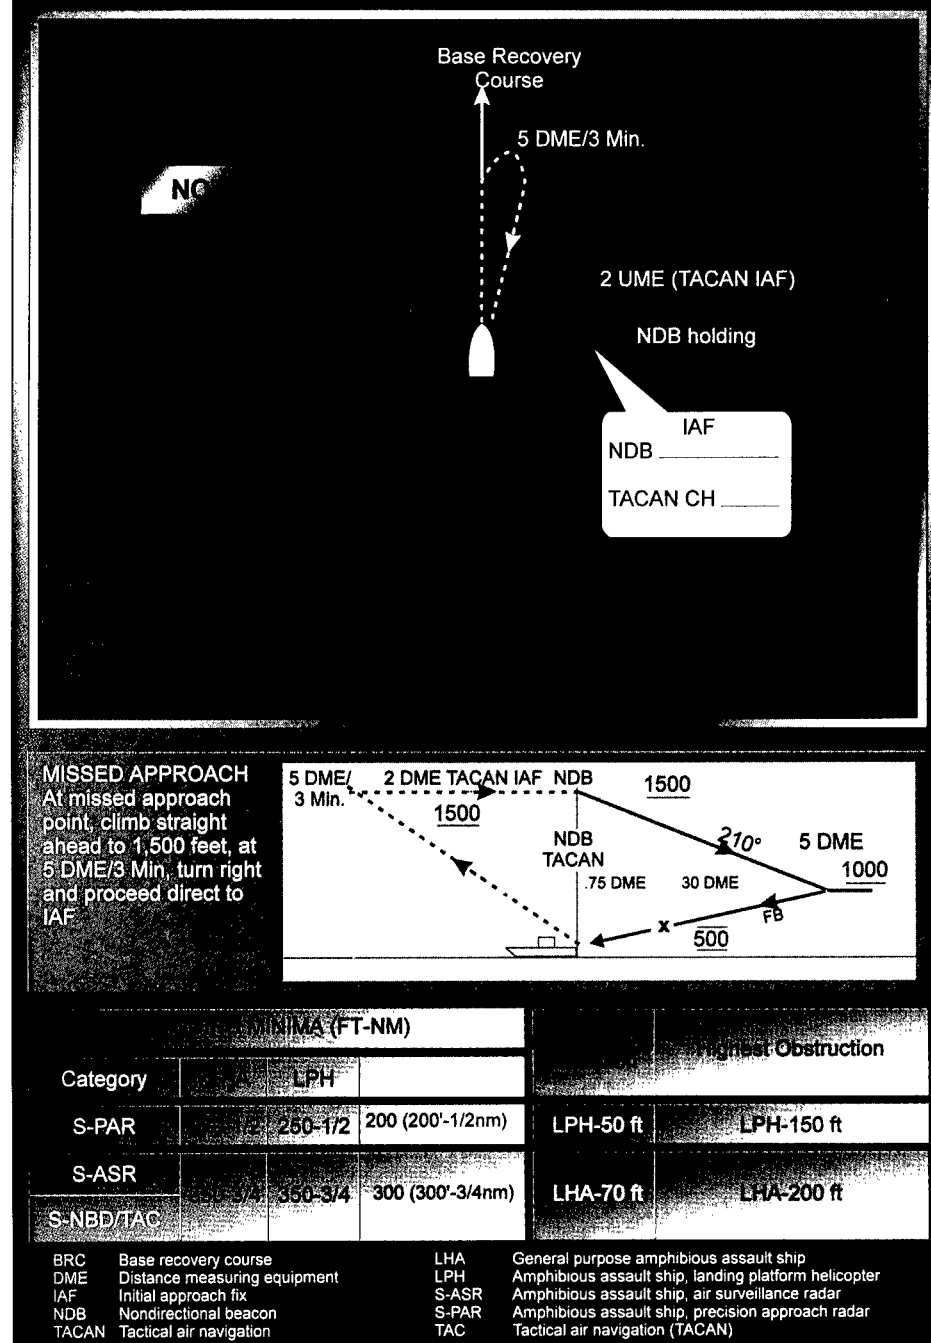 Base Recovery
Course
5 DME/3 Min.
2 UME (TACAN IAF)
NDB holding
IAF
NDB
TACAN CH
MISSED APPROACH
At missed approach
point, climb straight
ahead to 1,500 feet, at
5 DME/3 Min, turn right
and proceed direct to
IAF
5 DME/
3 Min.
2 DME TACAN IAF NDB
1500
1500
NDB
TACAN
210°
5 DME
.75 DME
30 DME
1000
FB
x
500
MINIMA (FT-NM)
Highest Obstruction
Category
LPH
S-PAR
250-1/2
200 (200'-1/2nm)
LPH-50 ft
LPH-150 ft
S-ASR
350-3/4
300 (300'-3/4nm)
LHA-70 ft
LHA-200 ft
S-NBD/TAC
BRC Base recovery course
DME Distance measuring equipment
IAF Initial approach fix
NDB Nondirectional beacon
TACAN Tactical air navigation
LHA General purpose amphibious assault ship
LPH Amphibious assault ship, landing platform helicopter
S-ASR Amphibious assault ship, air surveillance radar
S-PAR Amphibious assault ship, precision approach radar
TAC Tactical air navigation (TACAN)